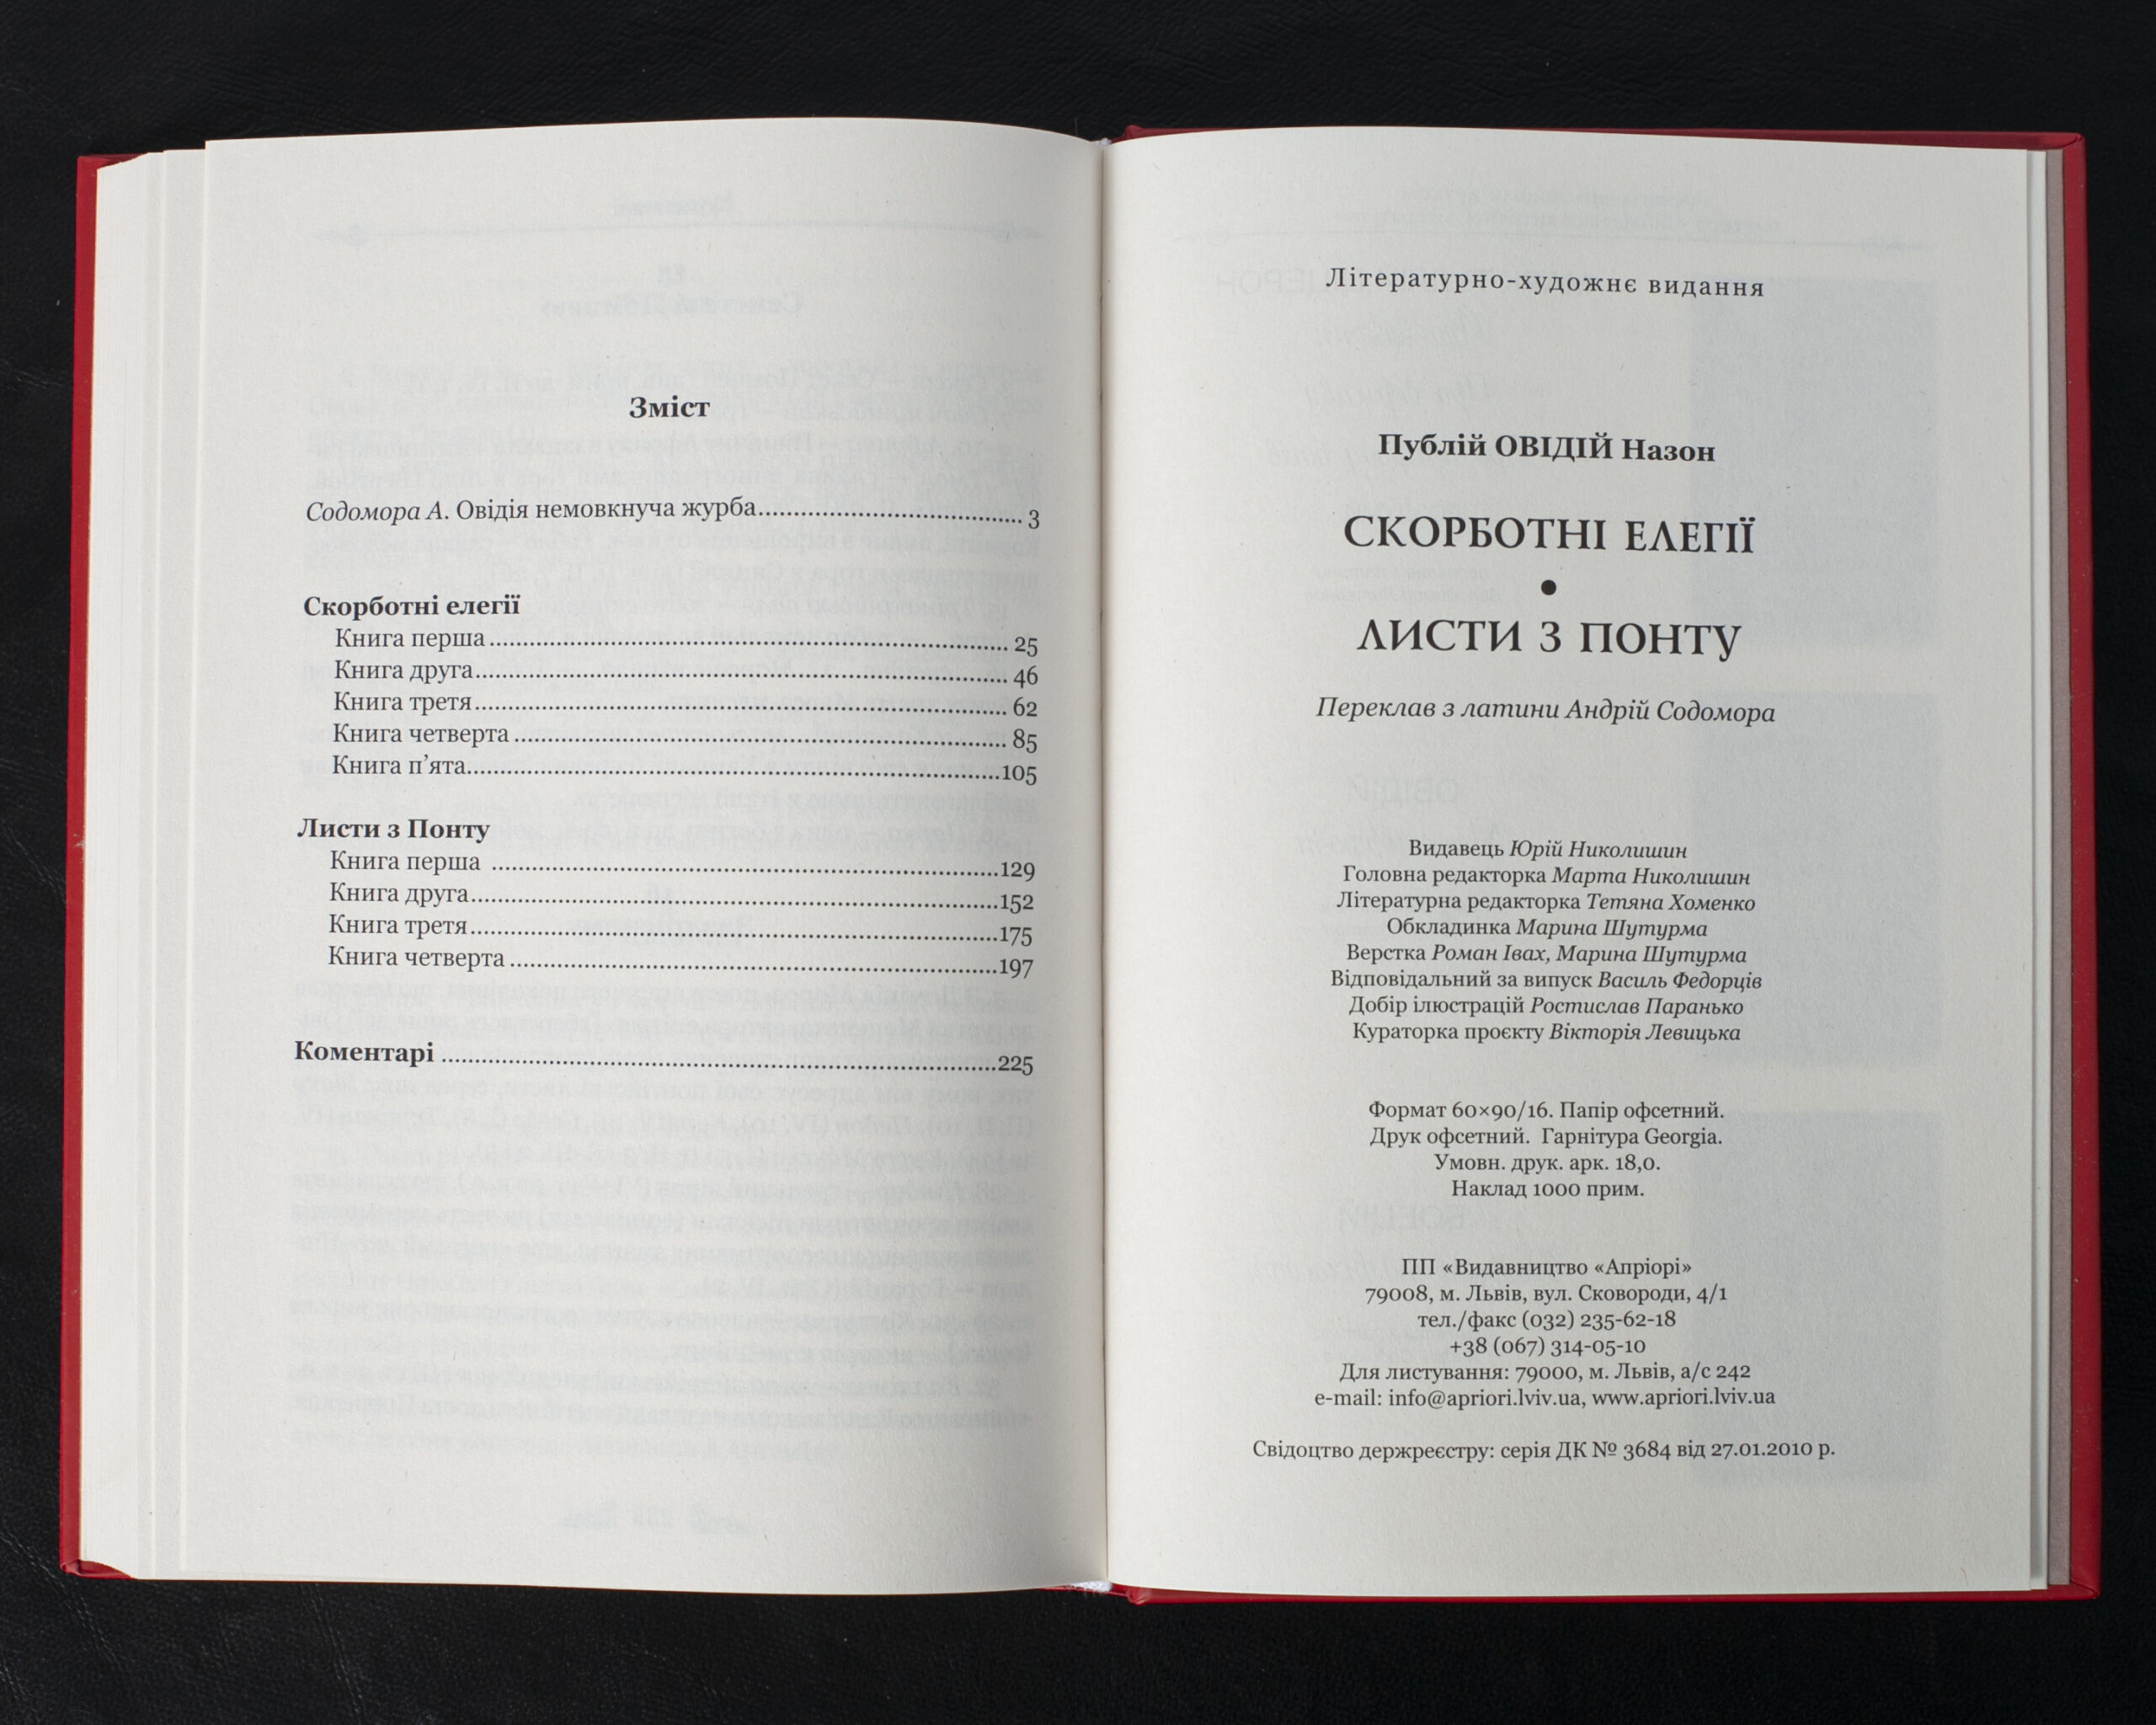 Зміст
Содомора А. Овідія немовкнуча журба.......... 3
Скорботні елегії
Книга перша.......... 25
Книга друга.......... 46
Книга третя.......... 62
Книга четверта.......... 85
Книга п’ята..........105
Листи з Понту
Книга перша ..........129
Книга друга..........152
Книга третя..........175
Книга четверта..........197
Коментарі ..........225
Літературно-художнє видання
Публій ОВІДІЙ Назон
СКОРБОТНІ ЕЛЕГІЇ
•
ЛИСТИ З ПОНТУ
Переклав з латини Андрій Содомора
Видавець Юрій Николишин
Головна редакторка Марта Николишин
Літературна редакторка Тетяна Хоменко
Обкладинка Марина Шутурма
Верстка Роман Івах, Марина Шутурма
Відповідальний за випуск Василь Федорців
Добір ілюстрацій Ростислав Паранько
Кураторка проєкту Вікторія Левицька
Формат 60×90/16. Папір офсетний.
Друк офсетний. Гарнітура Georgia.
Умовн. друк. арк. 18,0.
Наклад 1000 прим.
ПП «Видавництво «Апріорі»
79008, м. Львів, вул. Сковороди, 4/1
тел./факс (032) 235-62-18
+38 (067) 314-05-10
Для листування: 79000, м. Львів, а/с 242
e-mail: info@apriori.lviv.ua, www.apriori.lviv.ua
Свідоцтво держреєстру: серія ДК № 3684 від 27.01.2010 р.